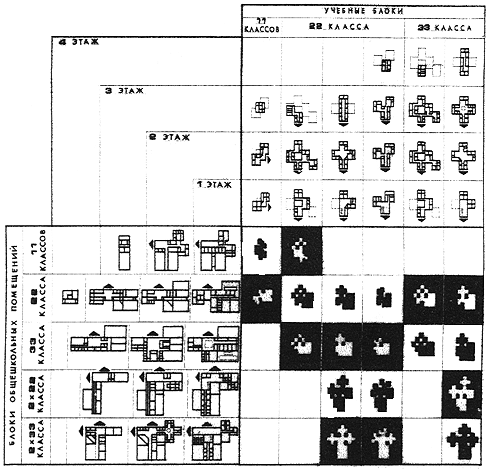 УЧЕБНЫЕ БЛОКИ
11 КЛАССОВ
22 КЛАССА
33 КЛАССА
4 ЭТАЖ
3 ЭТАЖ
2 ЭТАЖ
1 ЭТАЖ
БЛОКИ ОБЩЕШКОЛЬНЫХ ПОМЕЩЕНИЙ
11 КЛАССОВ
22 КЛАССА
33 КЛАССА
2×22 КЛАССА
2×33 КЛАССА